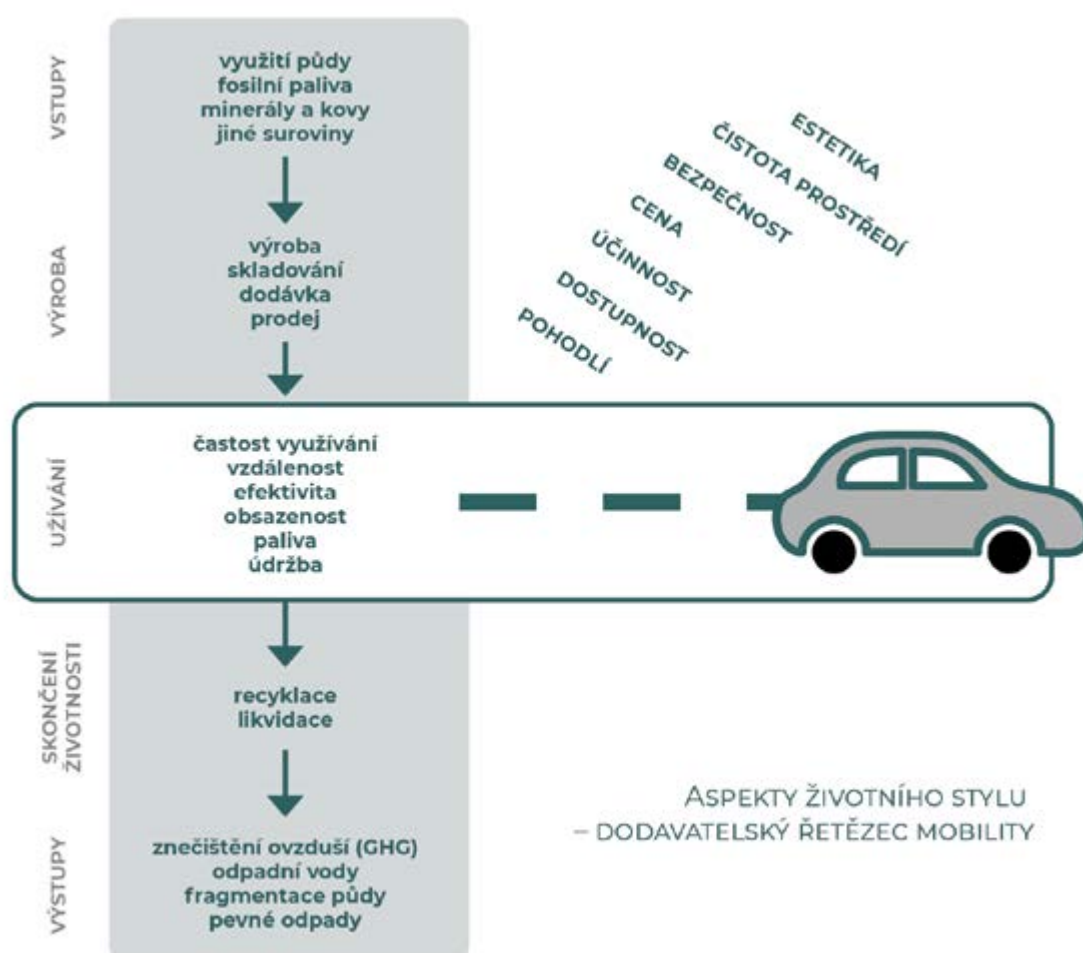 VSTUPY
využití půdy
fosilní paliva
minerály a kovy
jiné suroviny
ESTETIKA
ČISTOTA PROSTŘEDÍ
BEZPEČNOST
CENA
ÚČINNOST
DOSTUPNOST
POHODLÍ
VÝROBA
výroba
skladování
dodávka
prodej
UŽÍVÁNÍ
častost využívání
vzdálenost
efektivita
obsazenost
paliva
údržba
SKONČENÍ
ŽIVOTNOSTI
recyklace
likvidace
VÝSTUPY
znečištění ovzduší (GHG)
odpadní vody
fragmentace půdy
pevné odpady
ASPEKTY ŽIVOTNÍHO STYLU
– DODAVATELSKÝ ŘETĚZEC MOBILITY